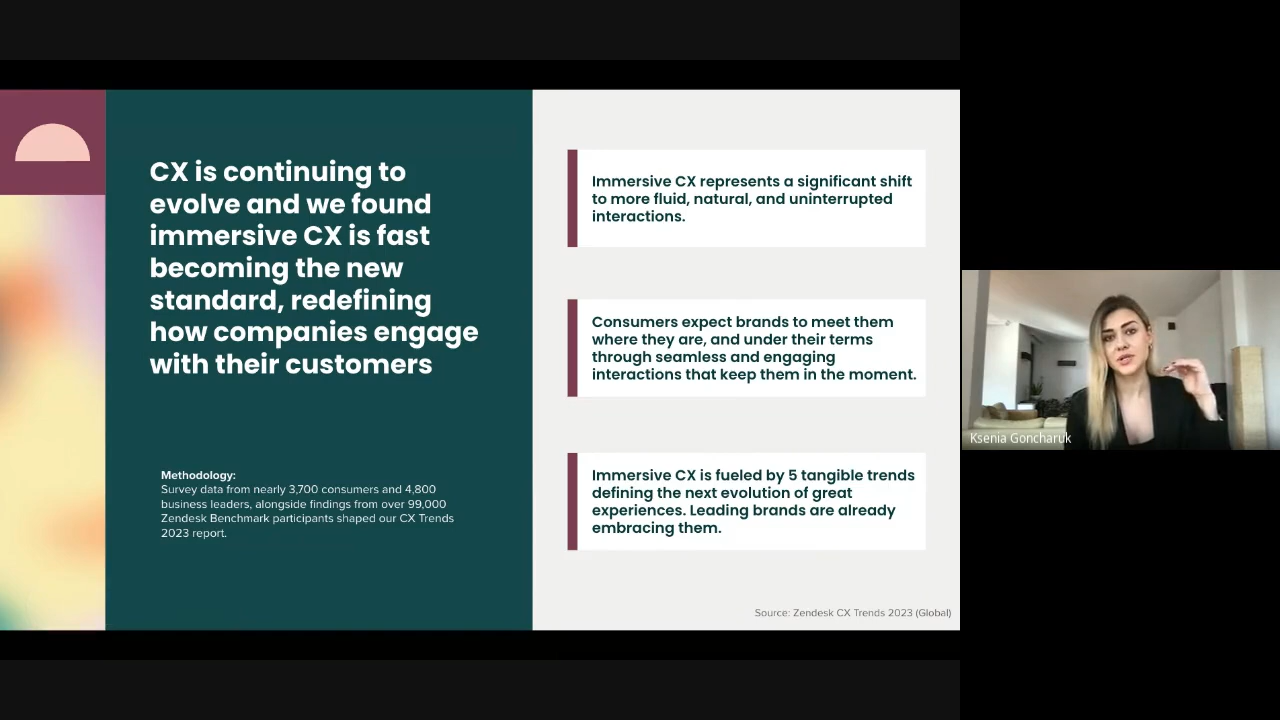 CX is continuing to
evolve and we found
immersive CX is fast
becoming the new
standard, redefining
how companies engage
with their customers
Methodology:
Survey data from nearly 3,700 consumers and 4,800
business leaders, alongside findings from over 99,000
Zendesk Benchmark participants shaped our CX Trends
2023 report.
Immersive CX represents a significant shift
to more fluid, natural, and uninterrupted
interactions.
Consumers expect brands to meet them
where they are, and under their terms
through seamless and engaging
interactions that keep them in the moment.
Immersive CX is fueled by 5 tangible trends
defining the next evolution of great
experiences. Leading brands are already
embracing them.
Source: Zendesk CX Trends 2023 (Global)
Ksenia Goncharuk